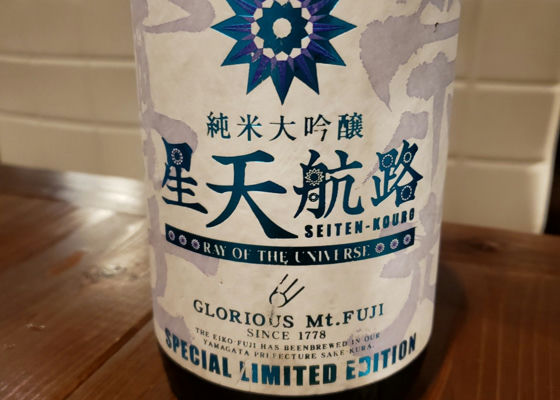 純米大吟醸
星天航路
SEITEN-KOURO
RAY OF THE UNIVERSE
GLORIOUS Mt.FUJI
SINCE 1778
THE EIKO-FUJI HAS BEENBREWED IN OUR
YAMAGATA PREFECTURE SAKE-KURA.
SPECIAL LIMITED EDITION